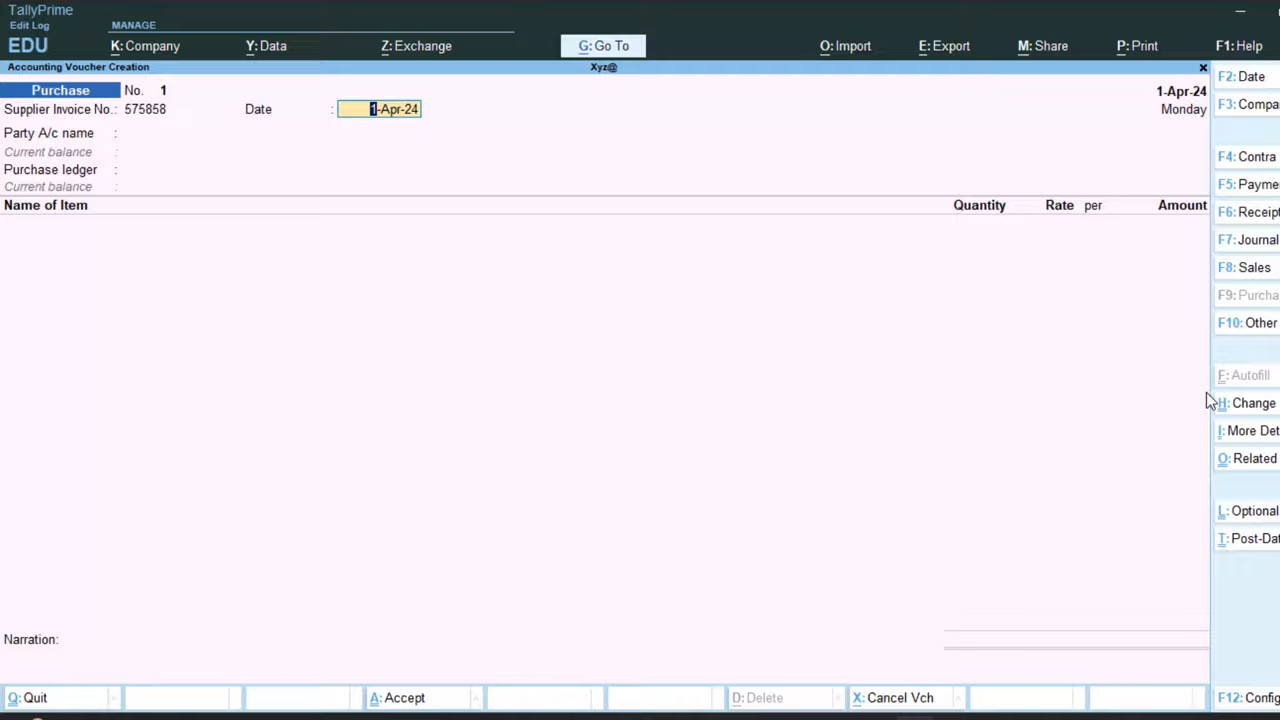 TallyPrime
Edit Log
MANAGE
EDU
K: Company
Y: Data
Z: Exchange
G: Go To
O: Import
E: Export
M: Share
P: Print
F1: Help
Accounting Voucher Creation
Xyz@
×
F2: Date
Purchase No. 1
1-Apr-24
Supplier Invoice No.: 575858 Date : 1-Apr-24
Monday
F3: Compa
Party A/c name :
Current balance :
F4: Contra
Purchase ledger :
Current balance :
F5: Payme
Name of Item Quantity Rate per Amount
F6: Receipt
F7: Journal
F8: Sales
F9: Purcha
F10: Other
F: Autofill
H: Change
I: More Det
O: Related
L: Optional
T: Post-Dat
Narration:
Q: Quit
A: Accept
D: Delete
X: Cancel Vch
F12: Config